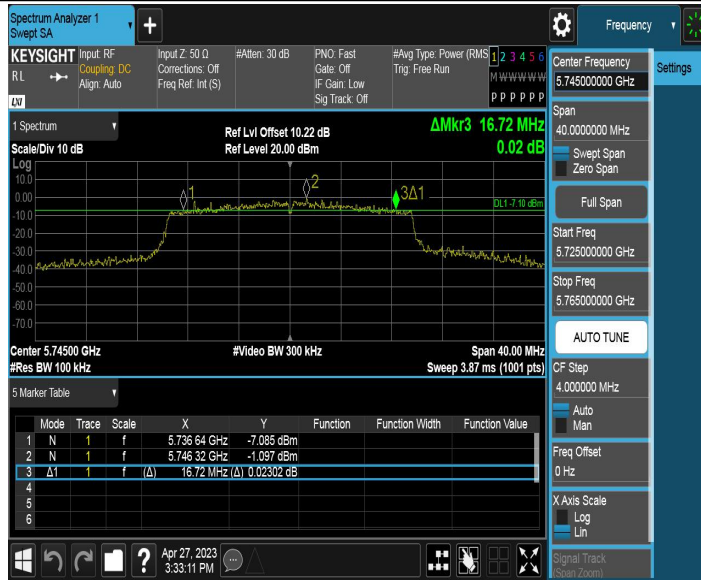 Spectrum Analyzer 1
Swept SA
+
Frequency
KEYSIGHT
RL
LXI
Input: RF
Coupling: DC
Align: Auto
Input Z: 50 Ω
Corrections: Off
Freq Ref: Int (S)
#Atten: 30 dB
PNO: Fast
Gate: Off
IF Gain: Low
Sig Track: Off
#Avg Type: Power (RMS
Trig: Free Run
1 2 3 4 5 6
M W W W W W
P P P P P P
1 Spectrum
Scale/Div 10 dB
Ref Lvl Offset 10.22 dB
Ref Level 20.00 dBm
ΔMkr3 16.72 MHz
0.02 dB
Log
10.0
0.00
-10.0
-20.0
-30.0
-40.0
-50.0
-60.0
-70.0
1
2
3Δ1
DL1 -7.10 dBm
Center 5.74500 GHz
#Res BW 100 kHz
#Video BW 300 kHz
Span 40.00 MHz
Sweep 3.87 ms (1001 pts)
5 Marker Table
Mode Trace Scale X Y Function Function Width Function Value
1 N 1 f 5.736 64 GHz -7.085 dBm
2 N 1 f 5.746 32 GHz -1.097 dBm
3 Δ1 1 f (Δ) 16.72 MHz (Δ) 0.02302 dB
4
5
6
Apr 27, 2023
3:33:11 PM
Center Frequency
5.745000000 GHz
Settings
Span
40.0000000 MHz
Swept Span
Zero Span
Full Span
Start Freq
5.725000000 GHz
Stop Freq
5.765000000 GHz
AUTO TUNE
CF Step
4.000000 MHz
Auto
Man
Freq Offset
0 Hz
X Axis Scale
Log
Lin
Signal Track
(Span Zoom)